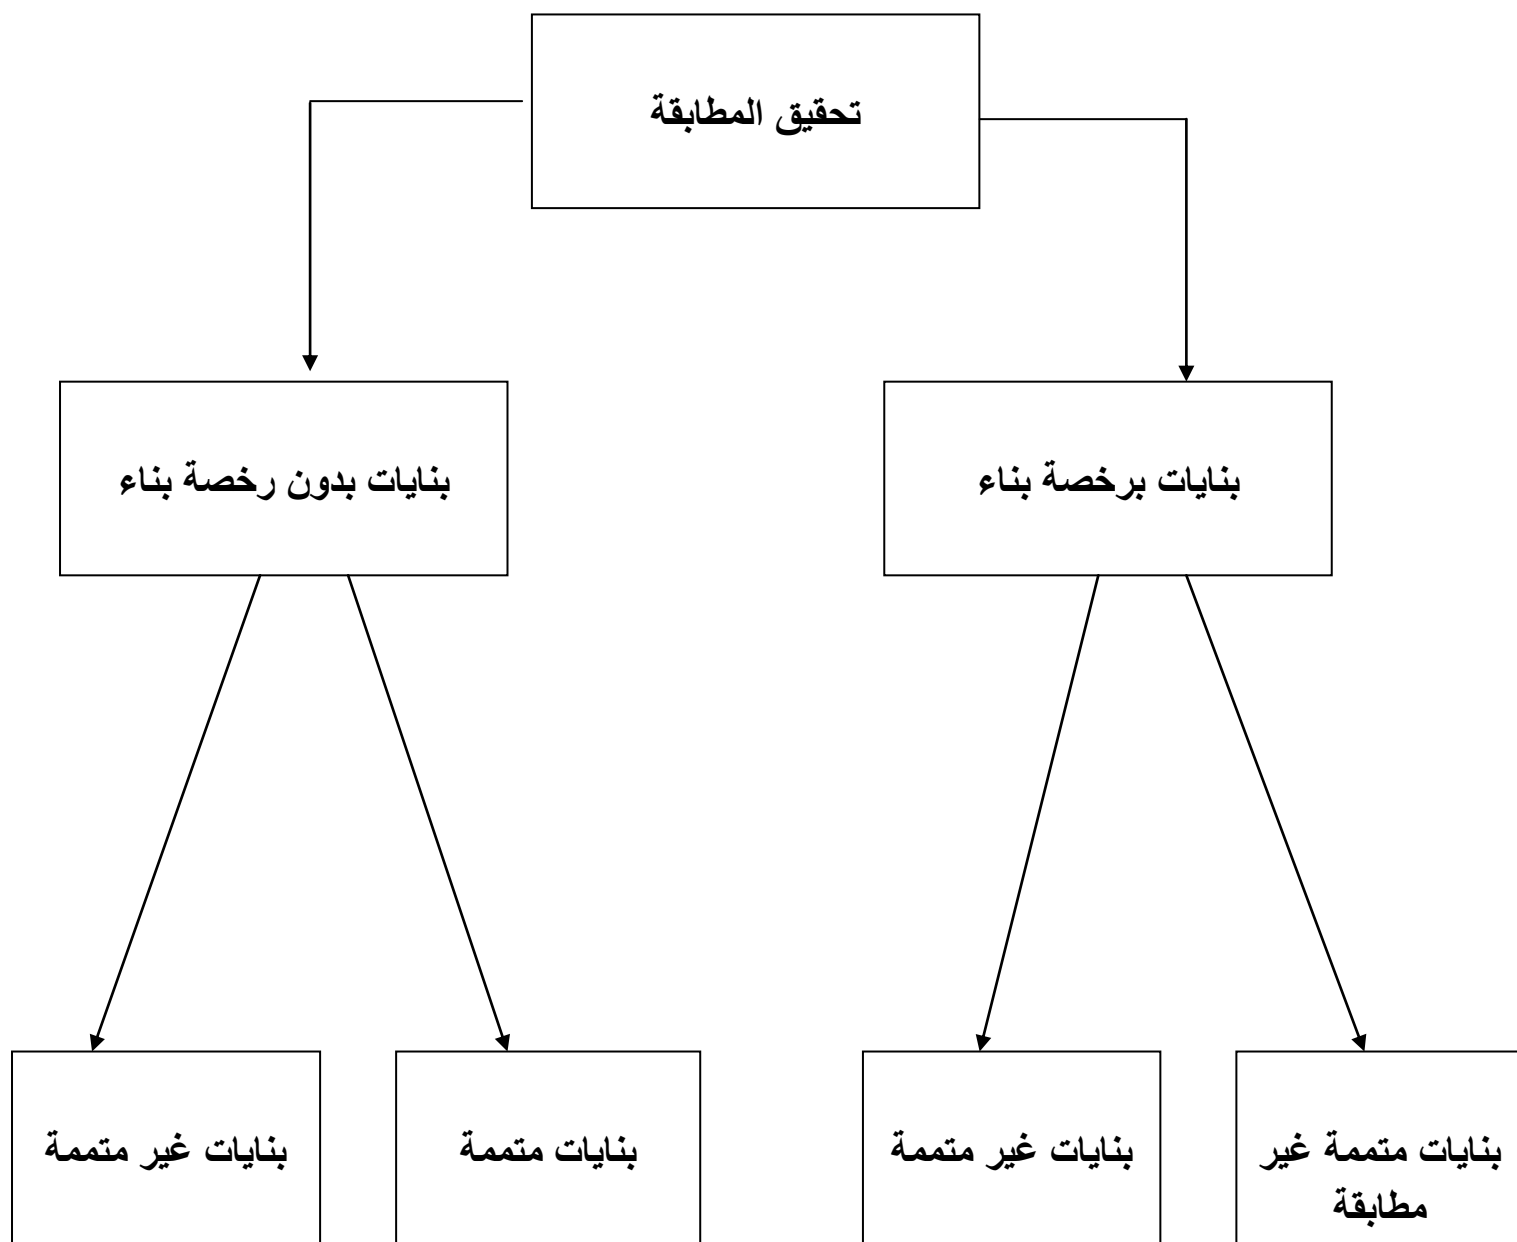 تحقيق المطابقة
بنايات برخصة بناء
بنايات بدون رخصة بناء
بنايات متممة غير
مطابقة
بنايات غير متممة
بنايات متممة
بنايات غير متممة